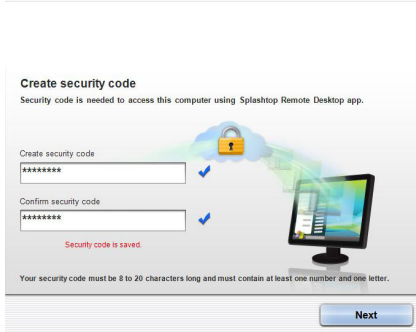 Create security code
Security code is needed to access this computer using Splashtop Remote Desktop app.
Create security code
********
Confirm security code
********
Security code is saved.
Your security code must be 8 to 20 characters long and must contain at least one number and one letter.
Next